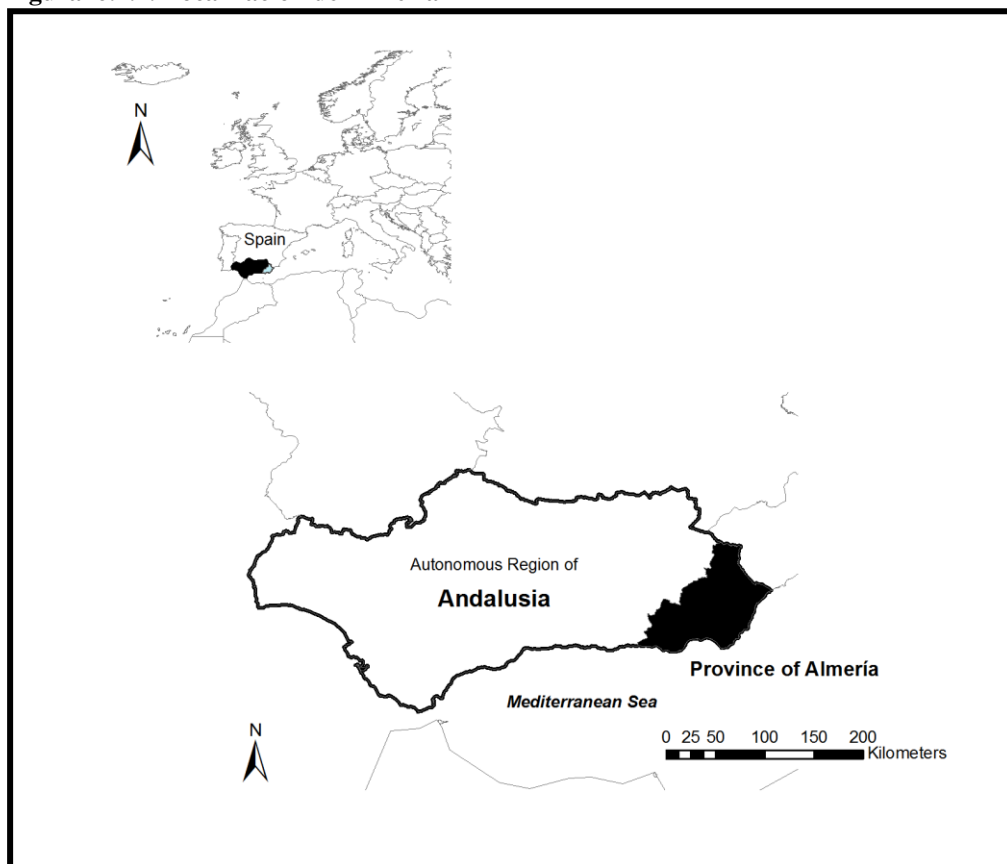 N
Spain
Autonomous Region of
Andalusia
Province of Almería
Mediterranean Sea
N
0 25 50 100 150 200
Kilometers